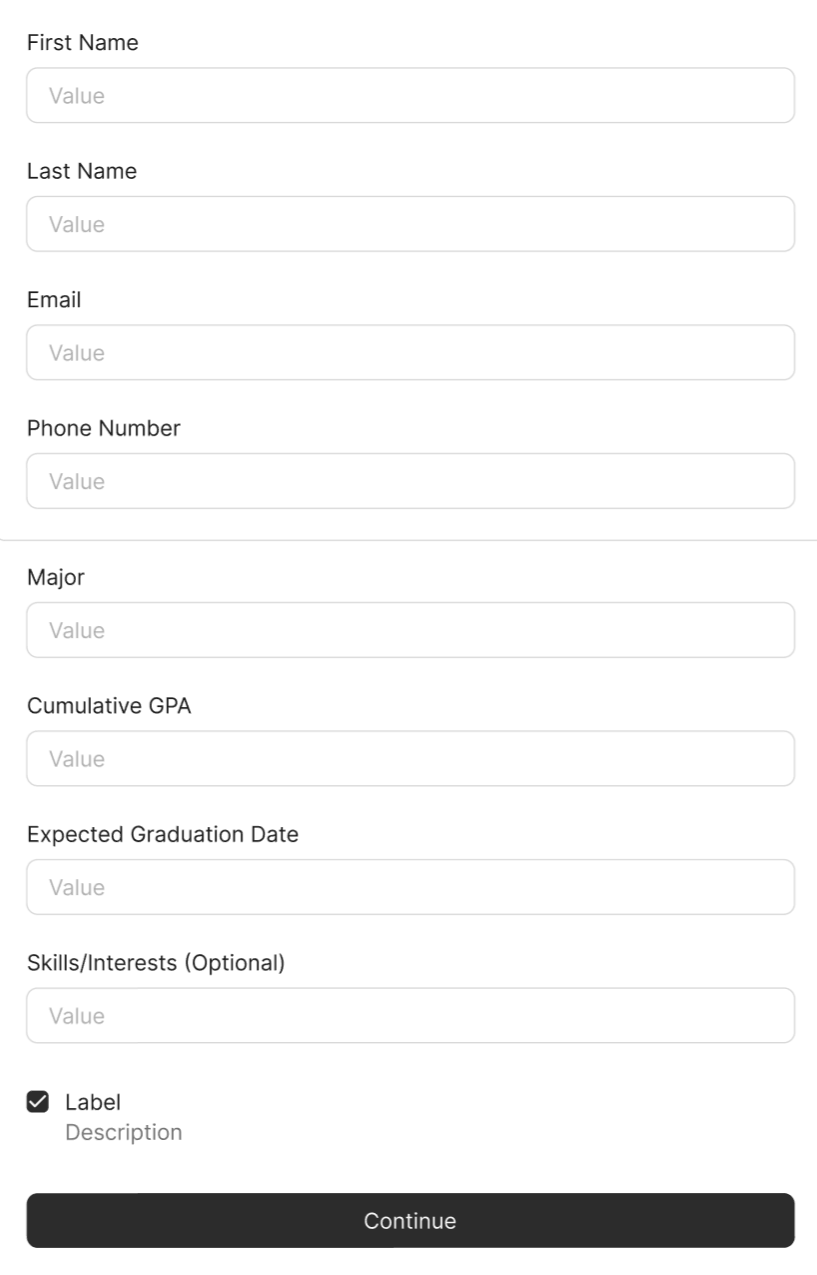 First Name
Value
Last Name
Value
Email
Value
Phone Number
Value
Major
Value
Cumulative GPA
Value
Expected Graduation Date
Value
Skills/Interests (Optional)
Value
Label
Description
Continue